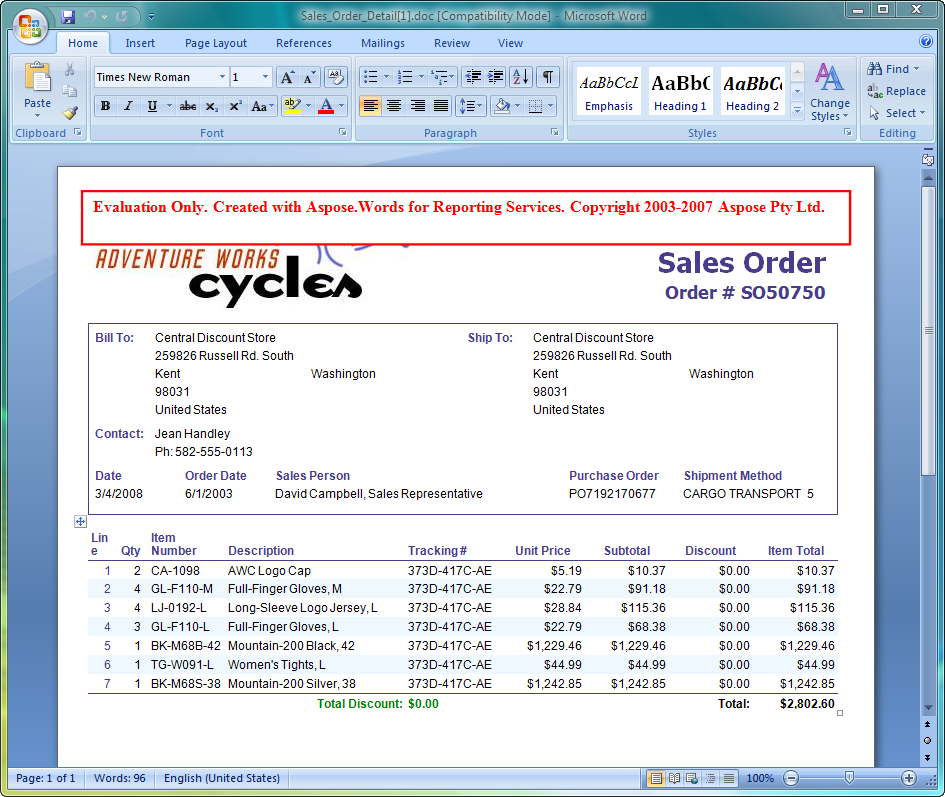 Sales_Order_Detail[1].doc [Compatibility Mode] - Microsoft Word
Home Insert Page Layout References Mailings Review View
Times New Roman 1 A A Aa
Paste B I U abc x₂ x² Aa ab A
AaBbCcL AaBb( AaBbCc
Emphasis Heading 1 Heading 2
Change Styles
Find
Replace
Select
Clipboard Font Paragraph Styles Editing
Evaluation Only. Created with Aspose.Words for Reporting Services. Copyright 2003-2007 Aspose Pty Ltd.
ADVENTURE WORKS
cycles
Sales Order
Order # SO50750
Bill To: Central Discount Store Ship To: Central Discount Store
259826 Russell Rd. South 259826 Russell Rd. South
Kent Washington Kent Washington
98031 98031
United States United States
Contact: Jean Handley
Ph: 582-555-0113
Date Order Date Sales Person Purchase Order Shipment Method
3/4/2008 6/1/2003 David Campbell, Sales Representative PO7192170677 CARGO TRANSPORT 5
Lin Item
e Qty Number Description Tracking # Unit Price Subtotal Discount Item Total
1 2 CA-1098 AWC Logo Cap 373D-417C-AE $5.19 $10.37 $0.00 $10.37
2 4 GL-F110-M Full-Finger Gloves, M 373D-417C-AE $22.79 $91.18 $0.00 $91.18
3 4 LJ-0192-L Long-Sleeve Logo Jersey, L 373D-417C-AE $28.84 $115.36 $0.00 $115.36
4 3 GL-F110-L Full-Finger Gloves, L 373D-417C-AE $22.79 $68.38 $0.00 $68.38
5 1 BK-M68B-42 Mountain-200 Black, 42 373D-417C-AE $1,229.46 $1,229.46 $0.00 $1,229.46
6 1 TG-W091-L Women's Tights, L 373D-417C-AE $44.99 $44.99 $0.00 $44.99
7 1 BK-M68S-38 Mountain-200 Silver, 38 373D-417C-AE $1,242.85 $1,242.85 $0.00 $1,242.85
Total Discount: $0.00 Total: $2,802.60
Page: 1 of 1 Words: 96 English (United States) 100%